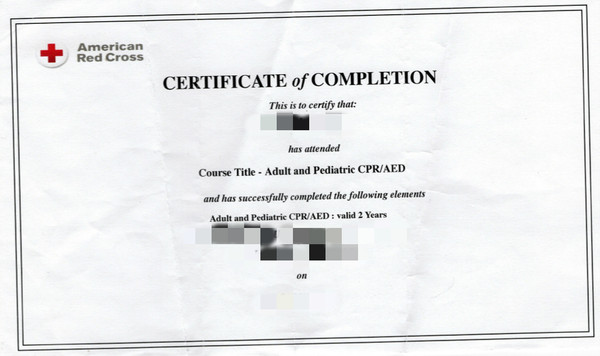 American
Red Cross
CERTIFICATE of COMPLETION
This is to certify that:
has attended
Course Title - Adult and Pediatric CPR/AED
and has successfully completed the following elements
Adult and Pediatric CPR/AED : valid 2 Years
on